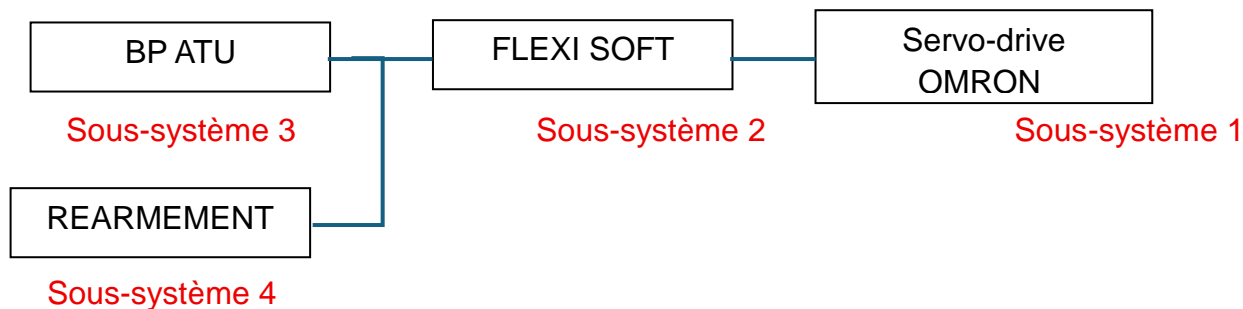 BP ATU
FLEXI SOFT
Servo-drive
OMRON
Sous-système 3
Sous-système 2
Sous-système 1
REARMEMENT
Sous-système 4